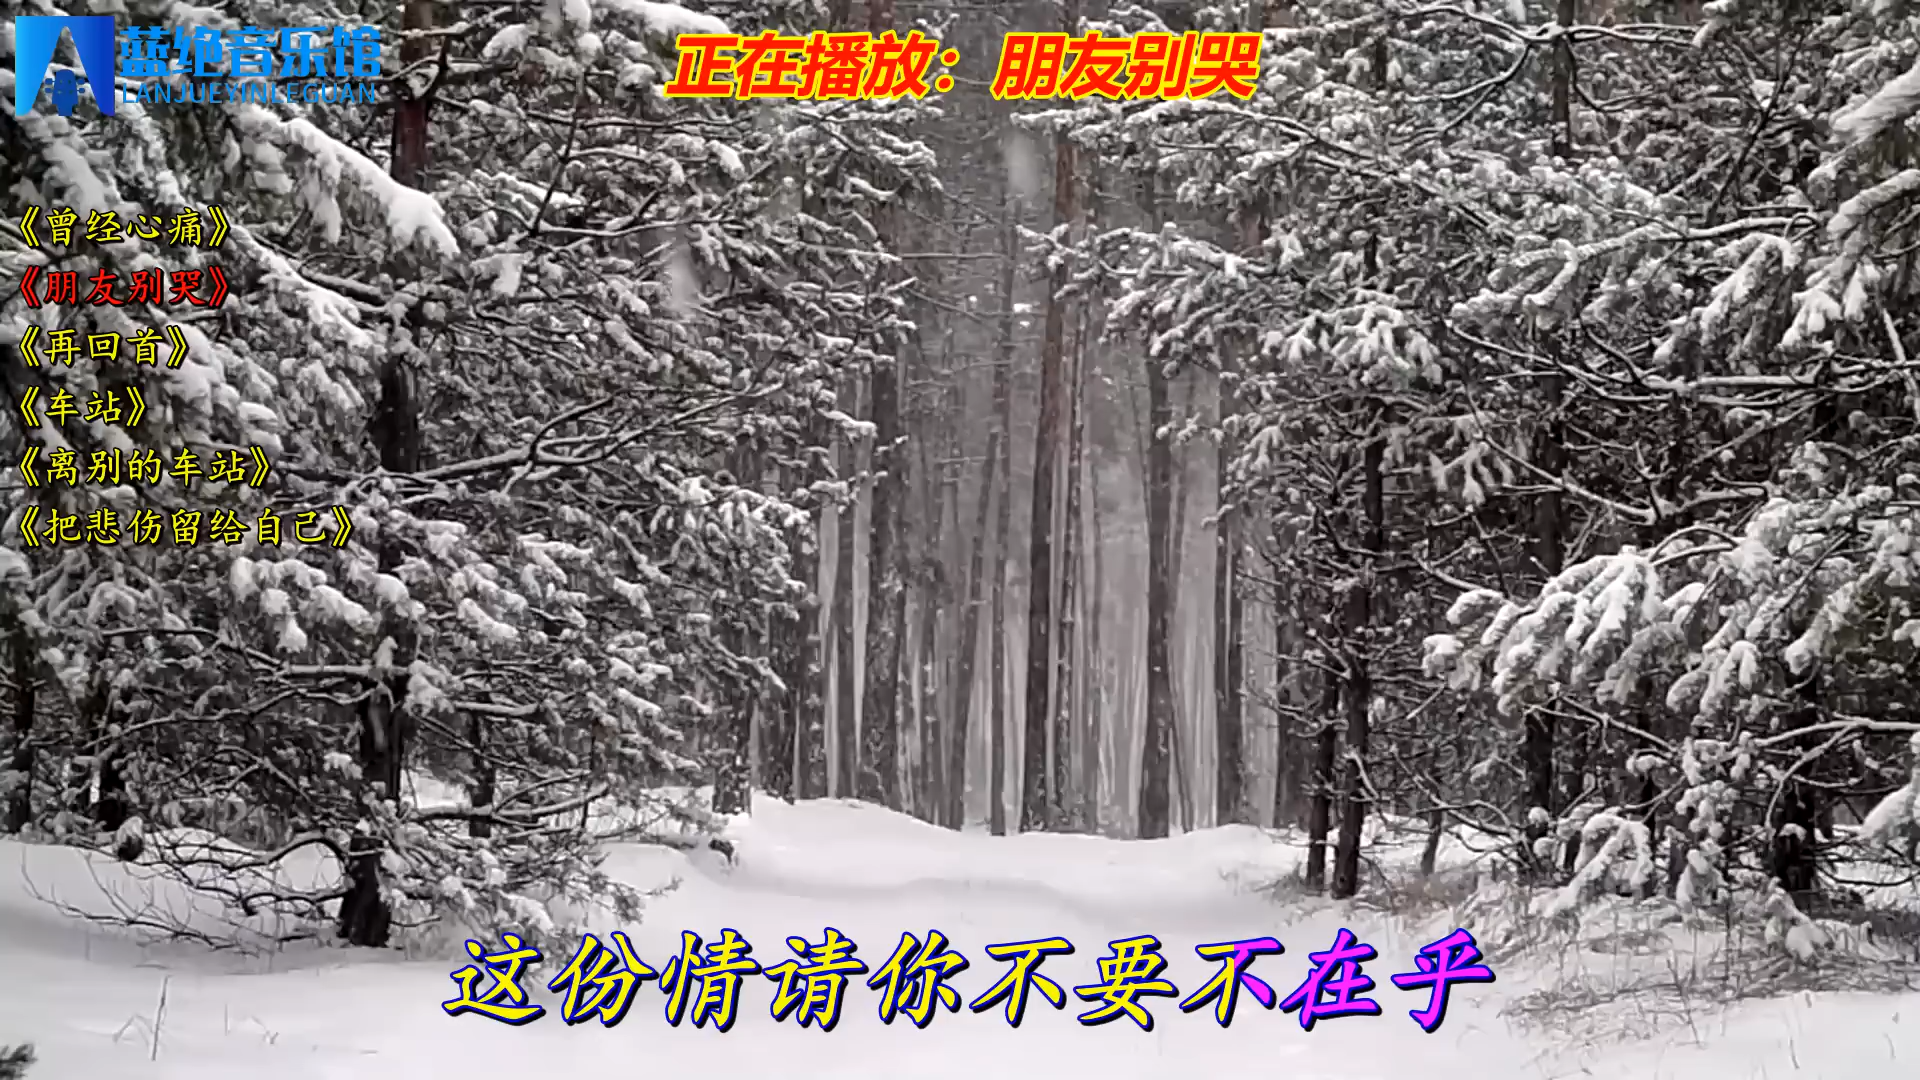 蓝绝音乐馆
LANJUEYINLEGUAN
正在播放：朋友别哭
《曾经心痛》
《朋友别哭》
《再回首》
《车站》
《离别的车站》
《把悲伤留给自己》
这份情请你不要不在乎